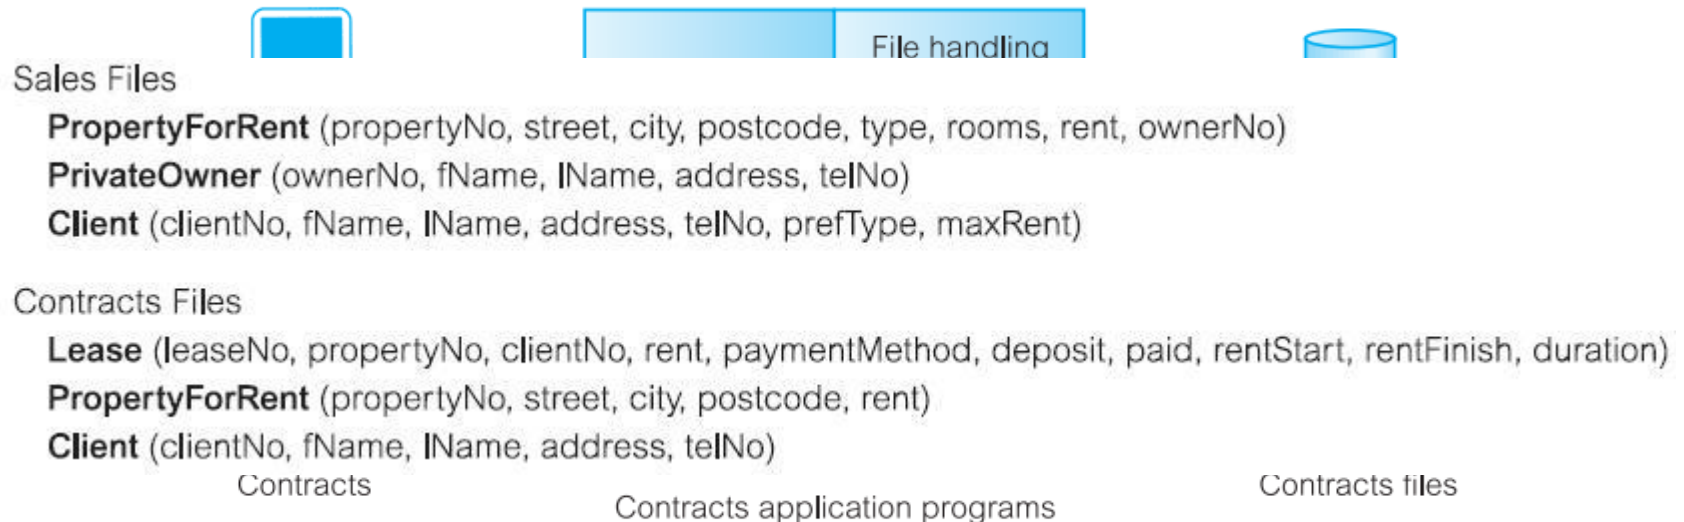 File handling
Sales Files
PropertyForRent (propertyNo, street, city, postcode, type, rooms, rent, ownerNo)
PrivateOwner (ownerNo, fName, lName, address, telNo)
Client (clientNo, fName, lName, address, telNo, prefType, maxRent)
Contracts Files
Lease (leaseNo, propertyNo, clientNo, rent, paymentMethod, deposit, paid, rentStart, rentFinish, duration)
PropertyForRent (propertyNo, street, city, postcode, rent)
Client (clientNo, fName, lName, address, telNo)
Contracts
Contracts files
Contracts application programs